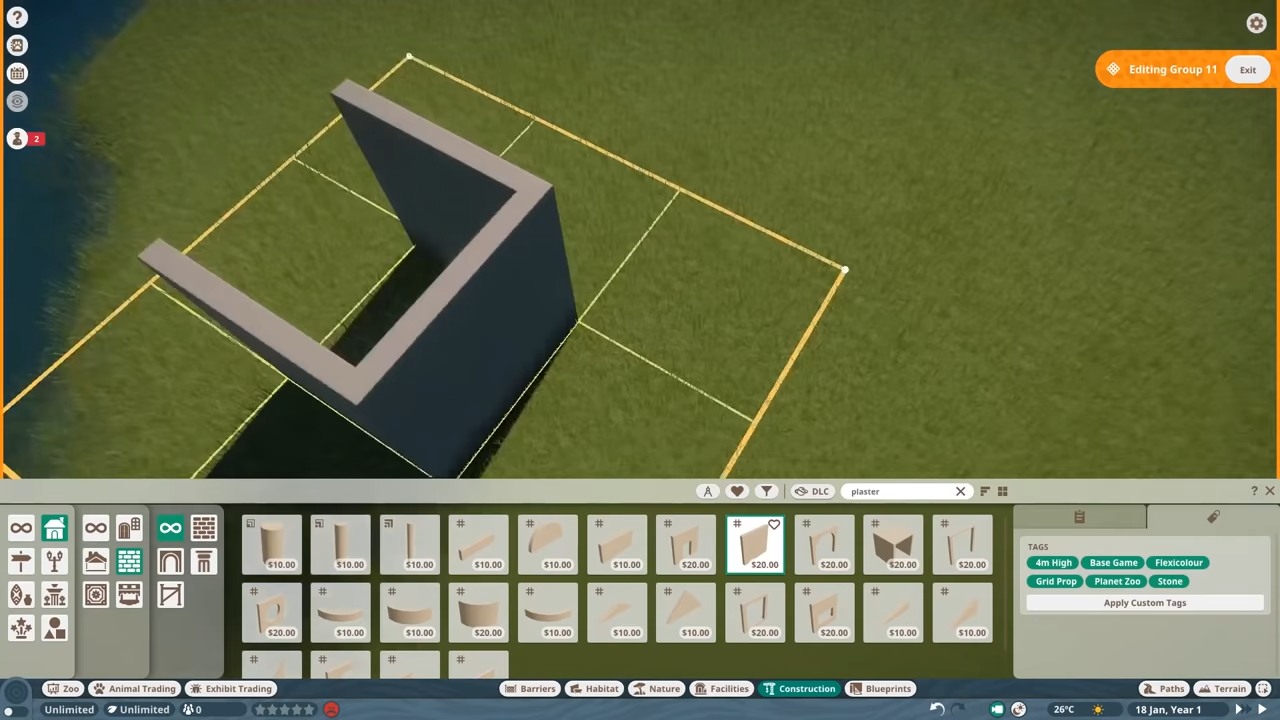 ?
Editing Group 11
Exit
2
DLC
plaster
?
$10.00
$10.00
$10.00
$10.00
$10.00
$10.00
$20.00
$20.00
$20.00
$20.00
$20.00
$20.00
$10.00
$10.00
$20.00
$10.00
$10.00
$10.00
$20.00
$20.00
$10.00
$10.00
TAGS
4m High
Base Game
Flexicolour
Grid Prop
Planet Zoo
Stone
Apply Custom Tags
Zoo
Animal Trading
Exhibit Trading
Barriers
Habitat
Nature
Facilities
Construction
Blueprints
Paths
Terrain
Unlimited
Unlimited
0
26°C
18 Jan, Year 1